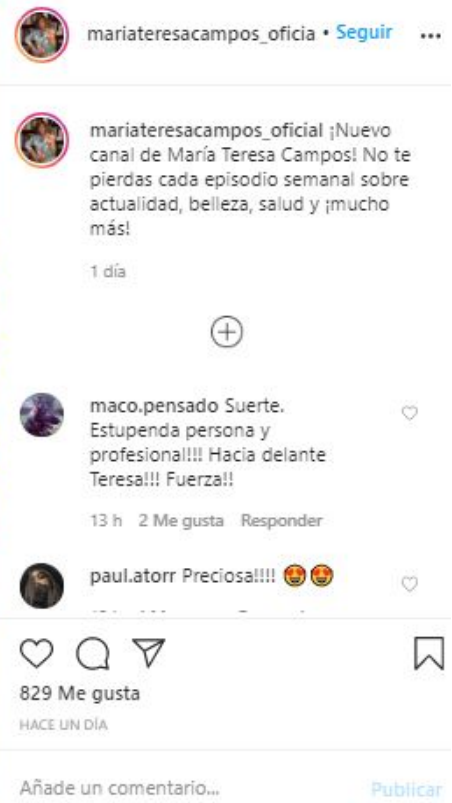 mariateresacampos_oficia • Seguir ...
mariateresacampos_oficial ¡Nuevo
canal de María Teresa Campos! No te
pierdas cada episodio semanal sobre
actualidad, belleza, salud y ¡mucho
más!
1 día
maco.pensado Suerte.
Estupenda persona y
profesional!!! Hacia delante
Teresa!!! Fuerza!!
13 h 2 Me gusta Responder
paul.atorr Preciosa!!!! 😍😍
829 Me gusta
HACE UN DÍA
Añade un comentario... Publicar